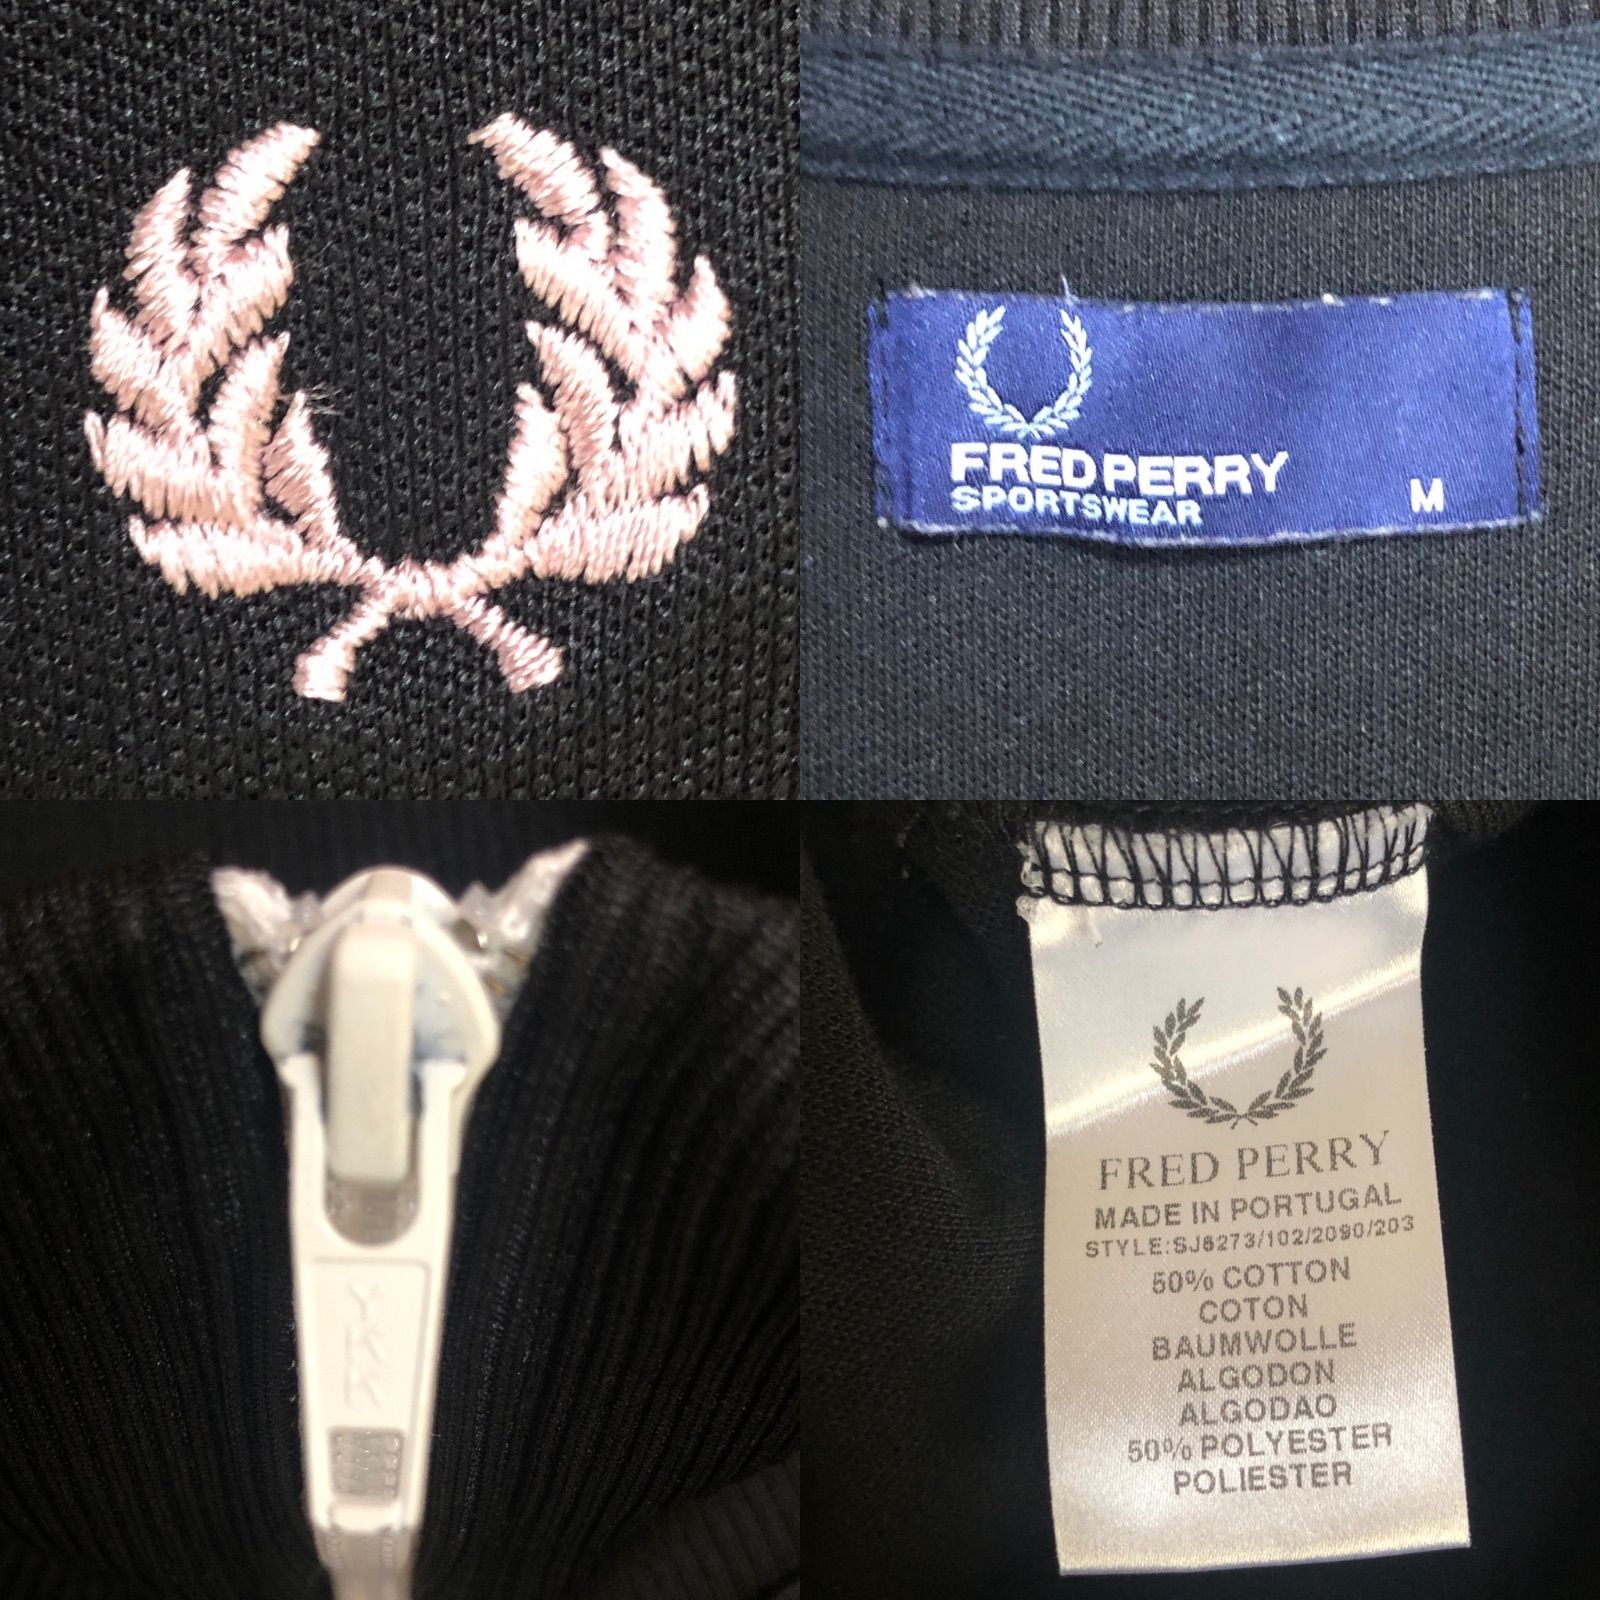 FRED PERRY
SPORTSWEAR
M
YKK
FRED PERRY
MADE IN PORTUGAL
STYLE:SJ6273/102/2090/203
50% COTTON
COTON
BAUMWOLLE
ALGODON
ALGODAO
50% POLYESTER
POLIESTER